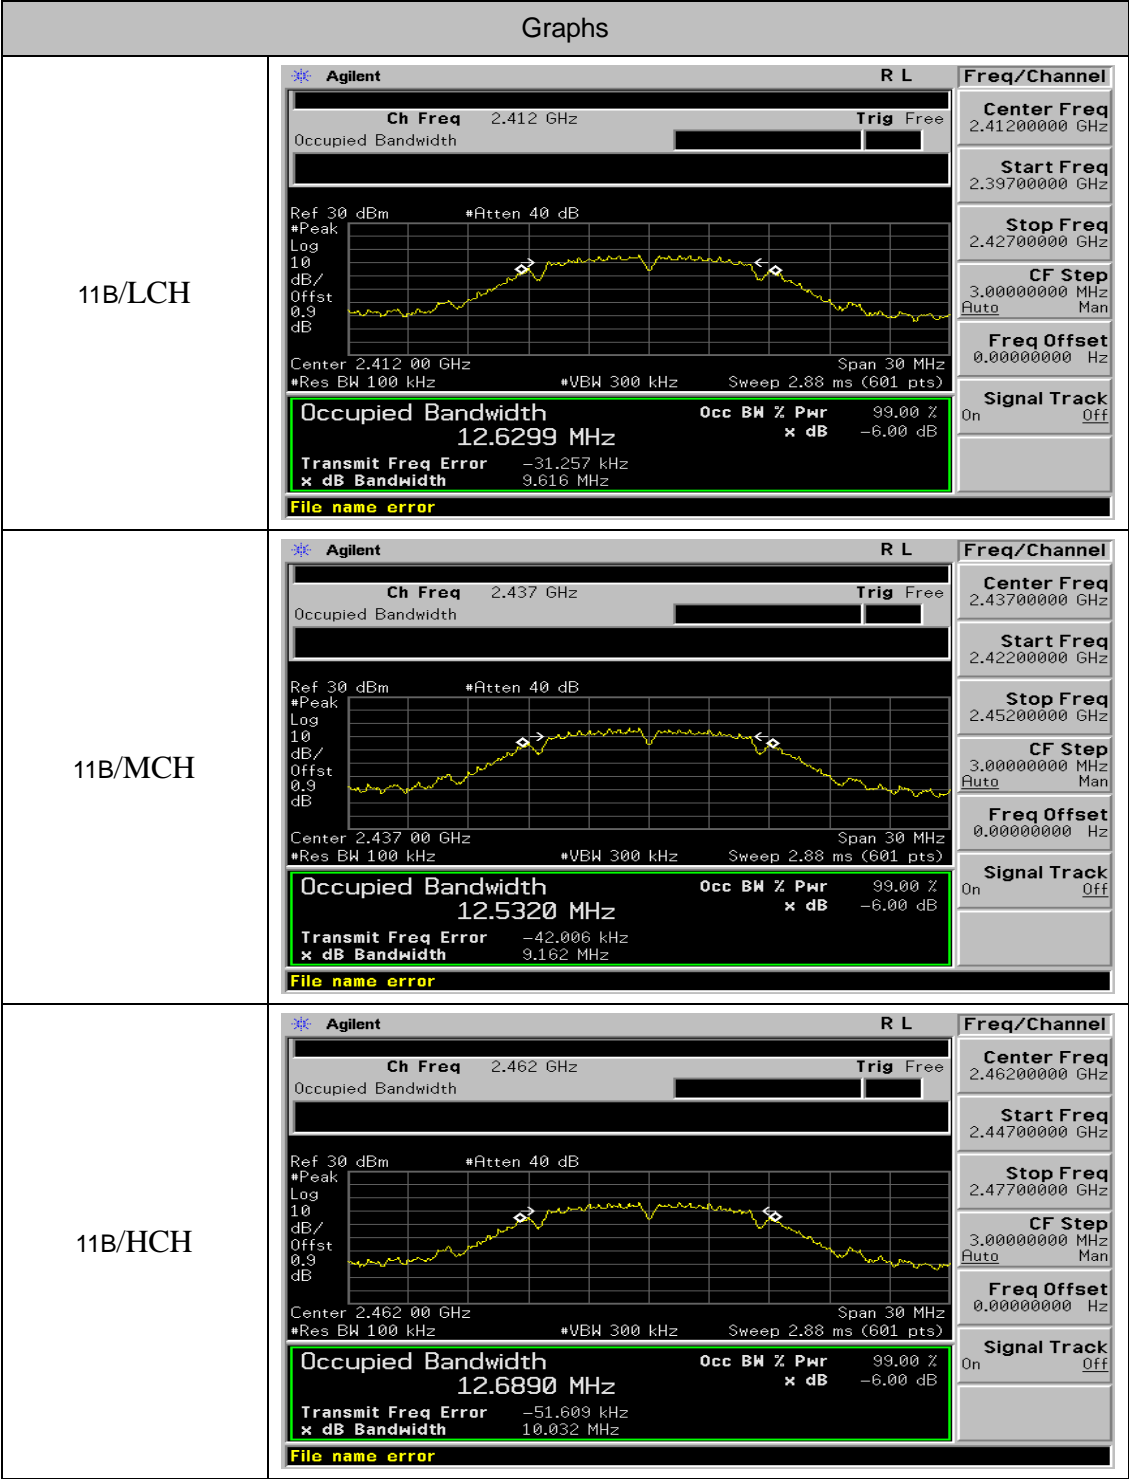 Graphs
11B/LCH
Agilent R L Freq/Channel
Ch Freq 2.412 GHz Trig Free
Occupied Bandwidth
Center Freq
2.41200000 GHz
Start Freq
2.39700000 GHz
Stop Freq
2.42700000 GHz
CF Step
3.00000000 MHz
Auto Man
Freq Offset
0.00000000 Hz
Signal Track
On Off
Ref 30 dBm #Atten 40 dB
#Peak
Log
10
dB/
Offst
0.9
dB
Center 2.412 00 GHz Span 30 MHz
#Res BW 100 kHz #VBW 300 kHz Sweep 2.88 ms (601 pts)
Occupied Bandwidth Occ BW % Pwr 99.00 %
12.6299 MHz x dB -6.00 dB
Transmit Freq Error -31.257 kHz
x dB Bandwidth 9.616 MHz
File name error
11B/MCH
Agilent R L Freq/Channel
Ch Freq 2.437 GHz Trig Free
Occupied Bandwidth
Center Freq
2.43700000 GHz
Start Freq
2.42200000 GHz
Stop Freq
2.45200000 GHz
CF Step
3.00000000 MHz
Auto Man
Freq Offset
0.00000000 Hz
Signal Track
On Off
Ref 30 dBm #Atten 40 dB
#Peak
Log
10
dB/
Offst
0.9
dB
Center 2.437 00 GHz Span 30 MHz
#Res BW 100 kHz #VBW 300 kHz Sweep 2.88 ms (601 pts)
Occupied Bandwidth Occ BW % Pwr 99.00 %
12.5320 MHz x dB -6.00 dB
Transmit Freq Error -42.006 kHz
x dB Bandwidth 9.162 MHz
File name error
11B/HCH
Agilent R L Freq/Channel
Ch Freq 2.462 GHz Trig Free
Occupied Bandwidth
Center Freq
2.46200000 GHz
Start Freq
2.44700000 GHz
Stop Freq
2.47700000 GHz
CF Step
3.00000000 MHz
Auto Man
Freq Offset
0.00000000 Hz
Signal Track
On Off
Ref 30 dBm #Atten 40 dB
#Peak
Log
10
dB/
Offst
0.9
dB
Center 2.462 00 GHz Span 30 MHz
#Res BW 100 kHz #VBW 300 kHz Sweep 2.88 ms (601 pts)
Occupied Bandwidth Occ BW % Pwr 99.00 %
12.6890 MHz x dB -6.00 dB
Transmit Freq Error -51.609 kHz
x dB Bandwidth 10.032 MHz
File name error